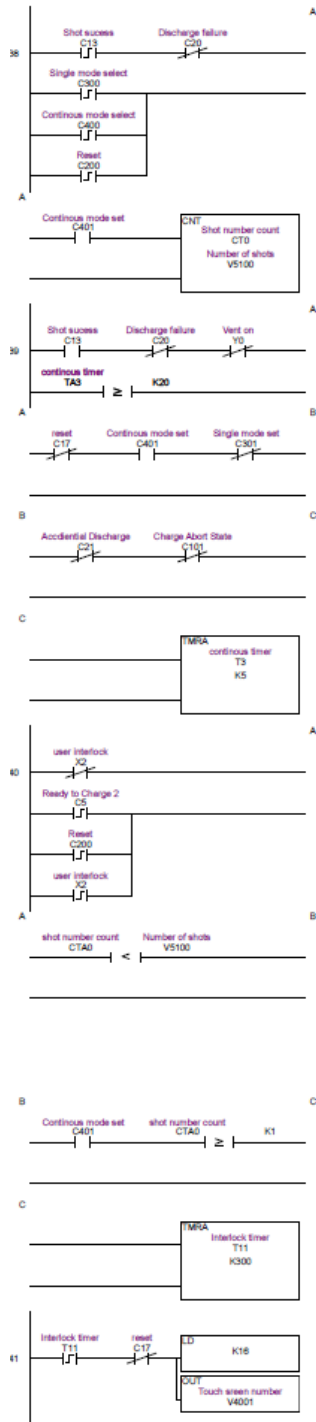 A
Shot sucess Discharge failure
C13 C20
38
Single mode select
C300
Continous mode select
C400
Reset
C200
A
Continous mode set
C401
CNT
Shot number count
CT0
Number of shots
V5100
A
Shot sucess Discharge failure Vent on
C13 C20 Y0
39
continous timer
TA3 ≥ K20
A B
reset Continous mode set Single mode set
C17 C401 C301
B C
Accdiential Discharge Charge Abort State
C21 C101
C
TMRA
continous timer
T3
K5
A
user interlock
X2
40
Ready to Charge 2
C5
Reset
C200
user interlock
X2
A B
shot number count Number of shots
CTA0 < V5100
B C
Continous mode set shot number count
C401 CTA0 ≥ K1
C
TMRA
Interlock timer
T11
K300
Interlock timer reset
T11 C17
41
LD
K16
OUT
Touch sreen number
V4001